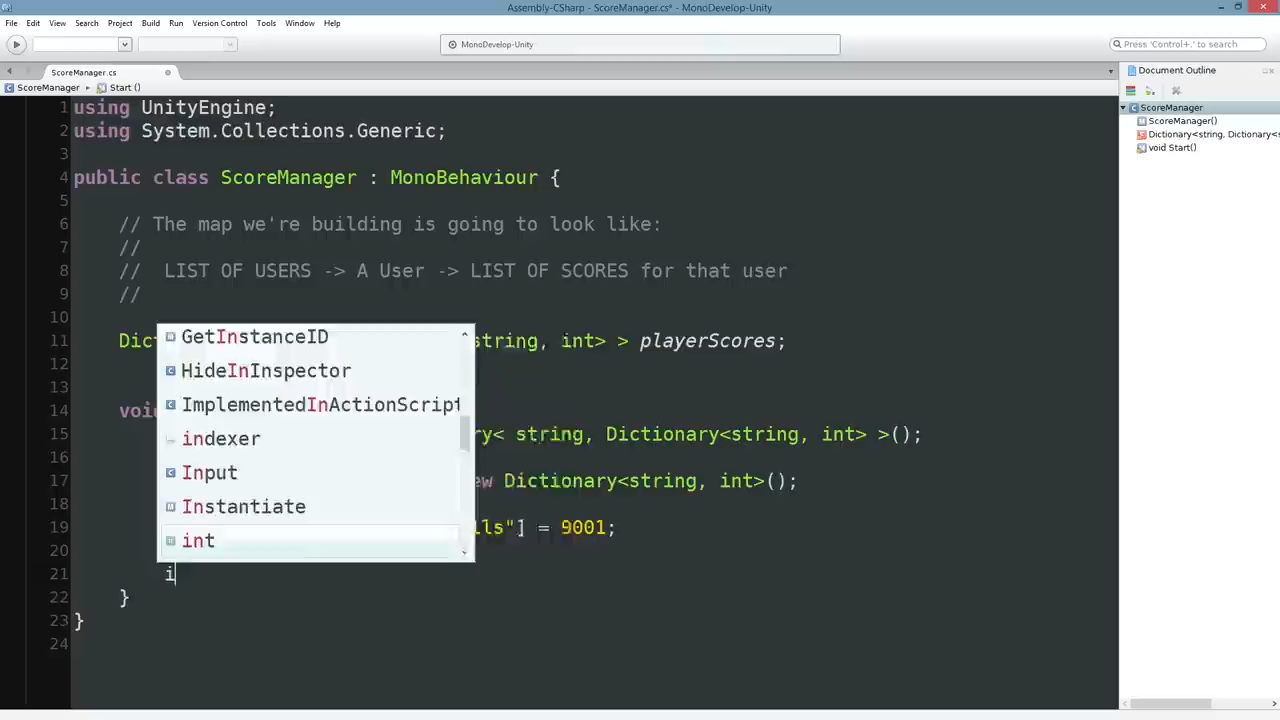 Assembly-CSharp - ScoreManager.cs* - MonoDevelop-Unity
File Edit View Search Project Build Run Version Control Tools Window Help
MonoDevelop-Unity
Press 'Control+,' to search
ScoreManager.cs
ScoreManager Start ()
Document Outline
ScoreManager
ScoreManager()
Dictionary<string, Dictionary<s
void Start()
1 using UnityEngine;
2 using System.Collections.Generic;
3
4 public class ScoreManager : MonoBehaviour {
5
6 // The map we're building is going to look like:
7 //
8 // LIST OF USERS -> A User -> LIST OF SCORES for that user
9 //
10
11 Dict string, int> > playerScores;
12
13
14 void
15 ry< string, Dictionary<string, int> >();
16
17 ew Dictionary<string, int>();
18
19 lls"] = 9001;
20
21 i
22 }
23 }
24
GetInstanceID
HideInInspector
ImplementedInActionScript
indexer
Input
Instantiate
int